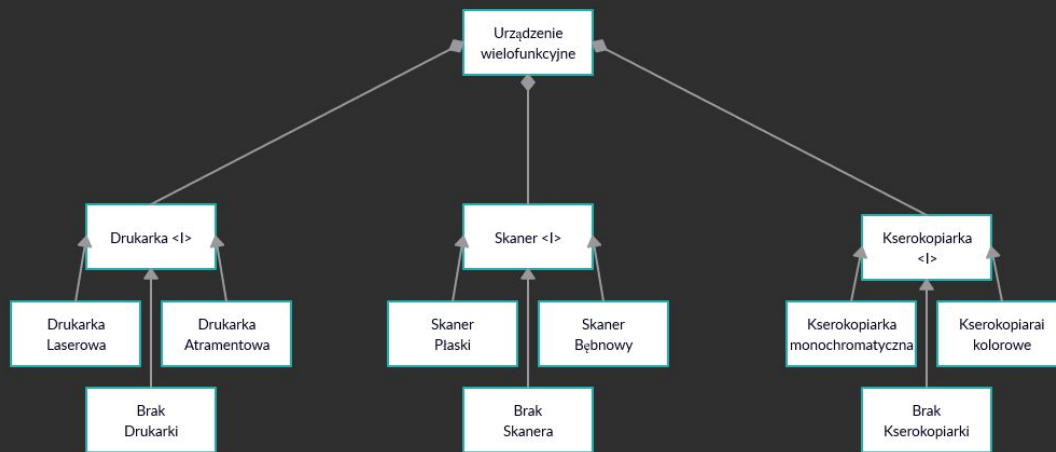 Urządzenie
wielofunkcyjne
Drukarka <I>
Skaner <I>
Kserokopiarka
<I>
Drukarka
Laserowa
Drukarka
Atramentowa
Skaner
Płaski
Skaner
Bębnowy
Kserokopiarka
monochromatyczna
Kserokopiarai
kolorowe
Brak
Drukarki
Brak
Skanera
Brak
Kserokopiarki